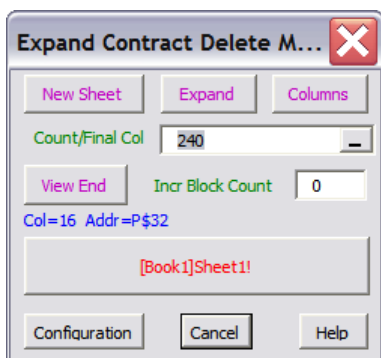 Expand Contract Delete M...
New Sheet Expand Columns
Count/Final Col 240
View End Incr Block Count 0
Col=16 Addr=P$32
[Book1]Sheet1!
Configuration Cancel Help